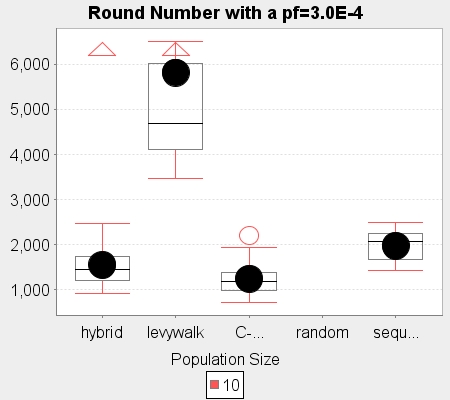 Round Number with a pf=3.0E-4
6,000
5,000
4,000
3,000
2,000
1,000
hybrid levywalk C-... random sequ...
Population Size
10